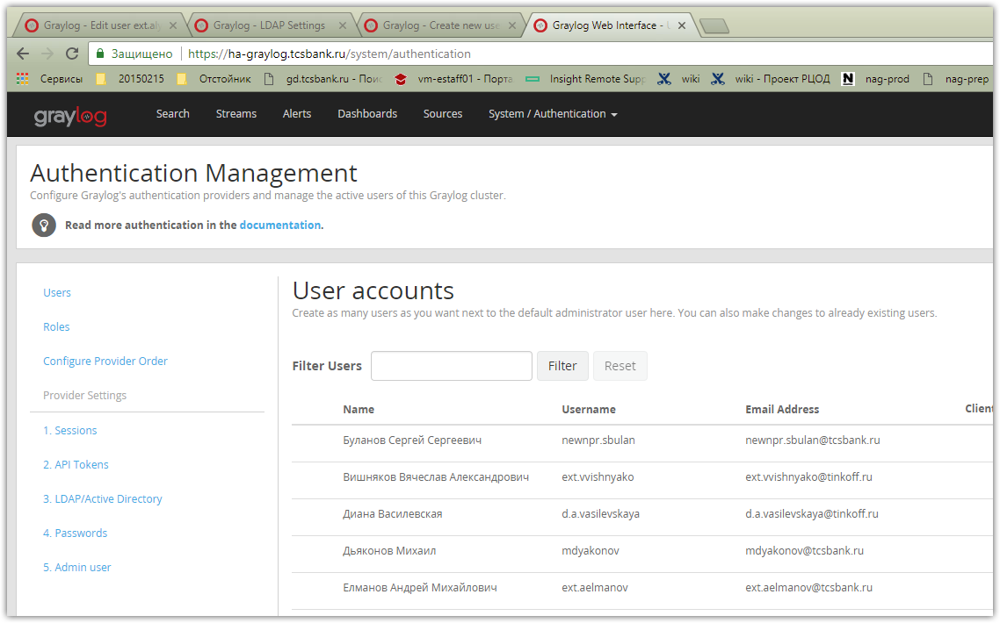 Graylog - Edit user ext.al
Graylog - LDAP Settings
Graylog - Create new use
Graylog Web Interface -
Защищено
https://ha-graylog.tcsbank.ru/system/authentication
Сервисы
20150215
Отстойник
gd.tcsbank.ru - Поис
vm-estaff01 - Порта
Insight Remote Supp
wiki
wiki - Проект РЦОД
N
nag-prod
nag-prep
graylog
Search
Streams
Alerts
Dashboards
Sources
System / Authentication
Authentication Management
Configure Graylog's authentication providers and manage the active users of this Graylog cluster.
Read more authentication in the documentation.
Users
Roles
Configure Provider Order
Provider Settings
1. Sessions
2. API Tokens
3. LDAP/Active Directory
4. Passwords
5. Admin user
User accounts
Create as many users as you want next to the default administrator user here. You can also make changes to already existing users.
Filter Users
Filter
Reset
Name Username Email Address Client
Буланов Сергей Сергеевич newnpr.sbulan newnpr.sbulan@tcsbank.ru
Вишняков Вячеслав Александрович ext.vvishnyako ext.vvishnyako@tinkoff.ru
Диана Василевская d.a.vasilevskaya d.a.vasilevskaya@tinkoff.ru
Дьяконов Михаил mdyakonov mdyakonov@tcsbank.ru
Елманов Андрей Михайлович ext.aelmanov ext.aelmanov@tcsbank.ru